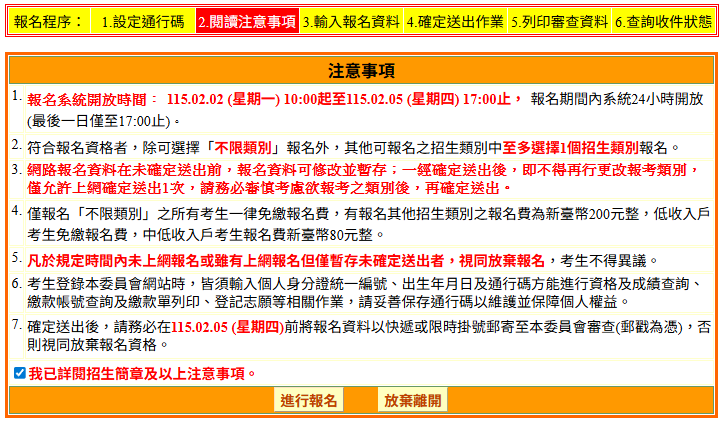 報名程序： 1.設定通行碼 2.閱讀注意事項 3.輸入報名資料 4.確定送出作業 5.列印審查資料 6.查詢收件狀態
注意事項
1. 報名系統開放時間： 115.02.02 (星期一) 10:00起至115.02.05 (星期四) 17:00止， 報名期間內系統24小時開放
(最後一日僅至17:00止)。
2. 符合報名資格者，除可選擇「不限類別」報名外，其他可報名之招生類別中至多選擇1個招生類別報名。
3. 網路報名資料在未確定送出前，報名資料可修改並暫存；一經確定送出後，即不得再行更改報考類別，
僅允許上網確定送出1次，請務必審慎考慮欲報考之類別後，再確定送出。
4. 僅報名「不限類別」之所有考生一律免繳報名費，有報名其他招生類別之報名費為新臺幣200元整，低收入戶
考生免繳報名費，中低收入戶考生報名費新臺幣80元整。
5. 凡於規定時間內未上網報名或雖有上網報名但僅暫存未確定送出者，視同放棄報名，考生不得異議。
6. 考生登錄本委員會網站時，皆須輸入個人身分證統一編號、出生年月日及通行碼方能進行資格及成績查詢、
繳款帳號查詢及繳款單列印、登記志願等相關作業，請妥善保存通行碼以維護並保障個人權益。
7. 確定送出後，請務必在115.02.05 (星期四)前將報名資料以快遞或限時掛號郵寄至本委員會審查(郵戳為憑)，否
則視同放棄報名資格。
我已詳閱招生簡章及以上注意事項。
進行報名 放棄離開